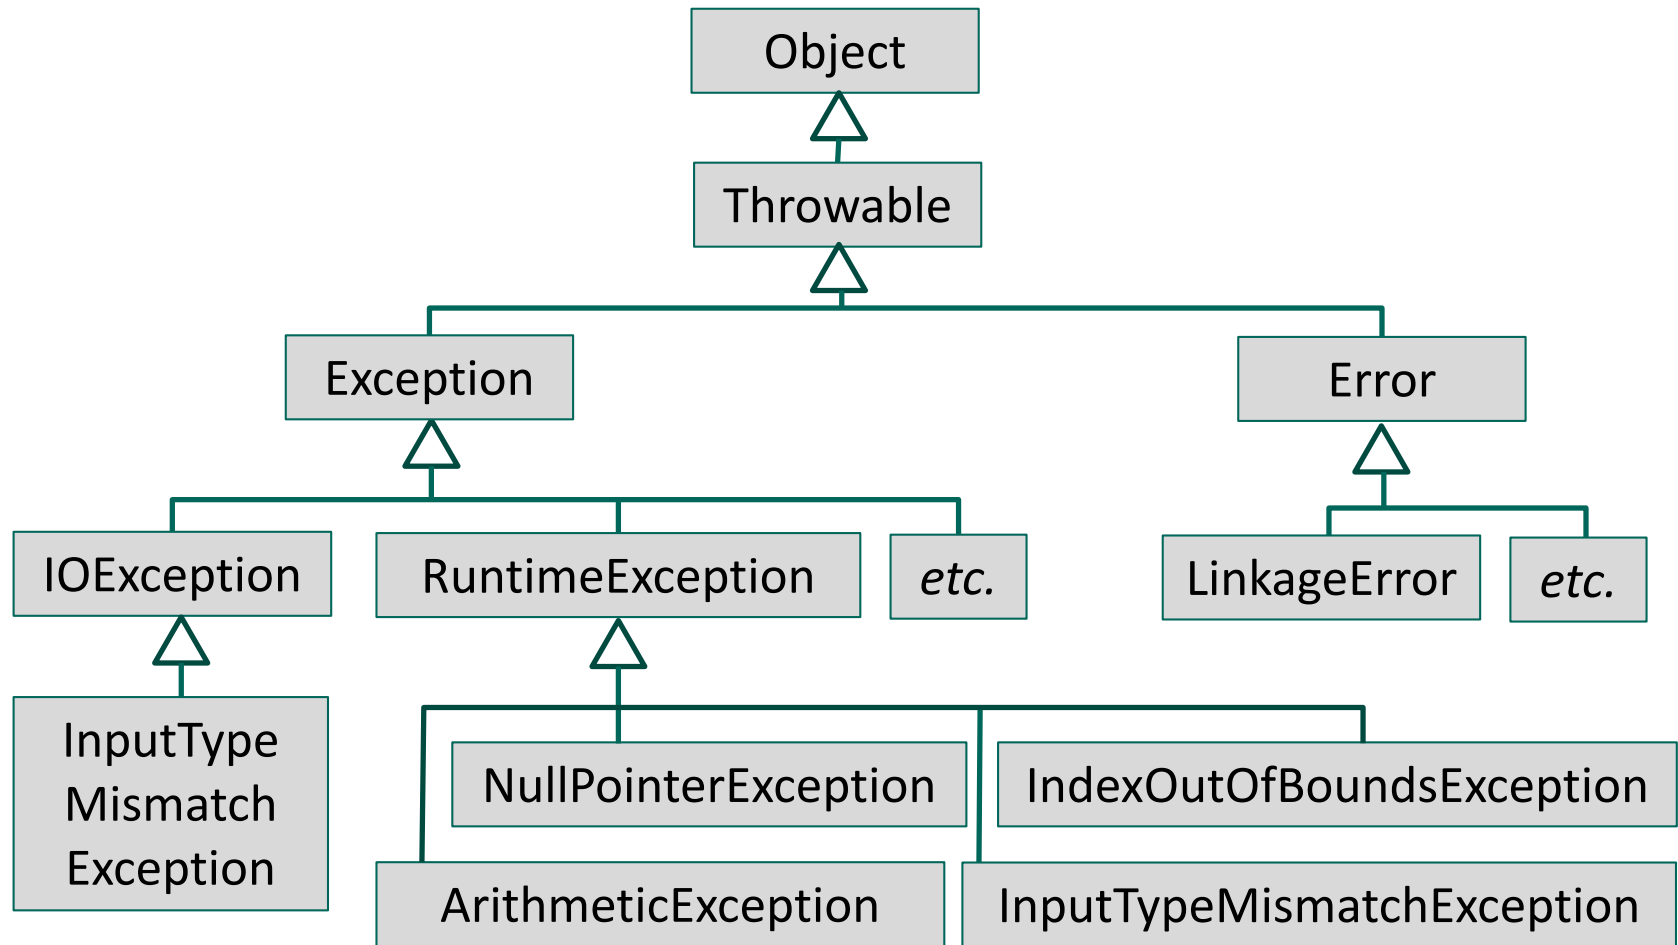 Object
Throwable
Exception
Error
IOException
RuntimeException
etc.
LinkageError
etc.
InputType
Mismatch
Exception
NullPointerException
IndexOutOfBoundsException
ArithmeticException
InputTypeMismatchException